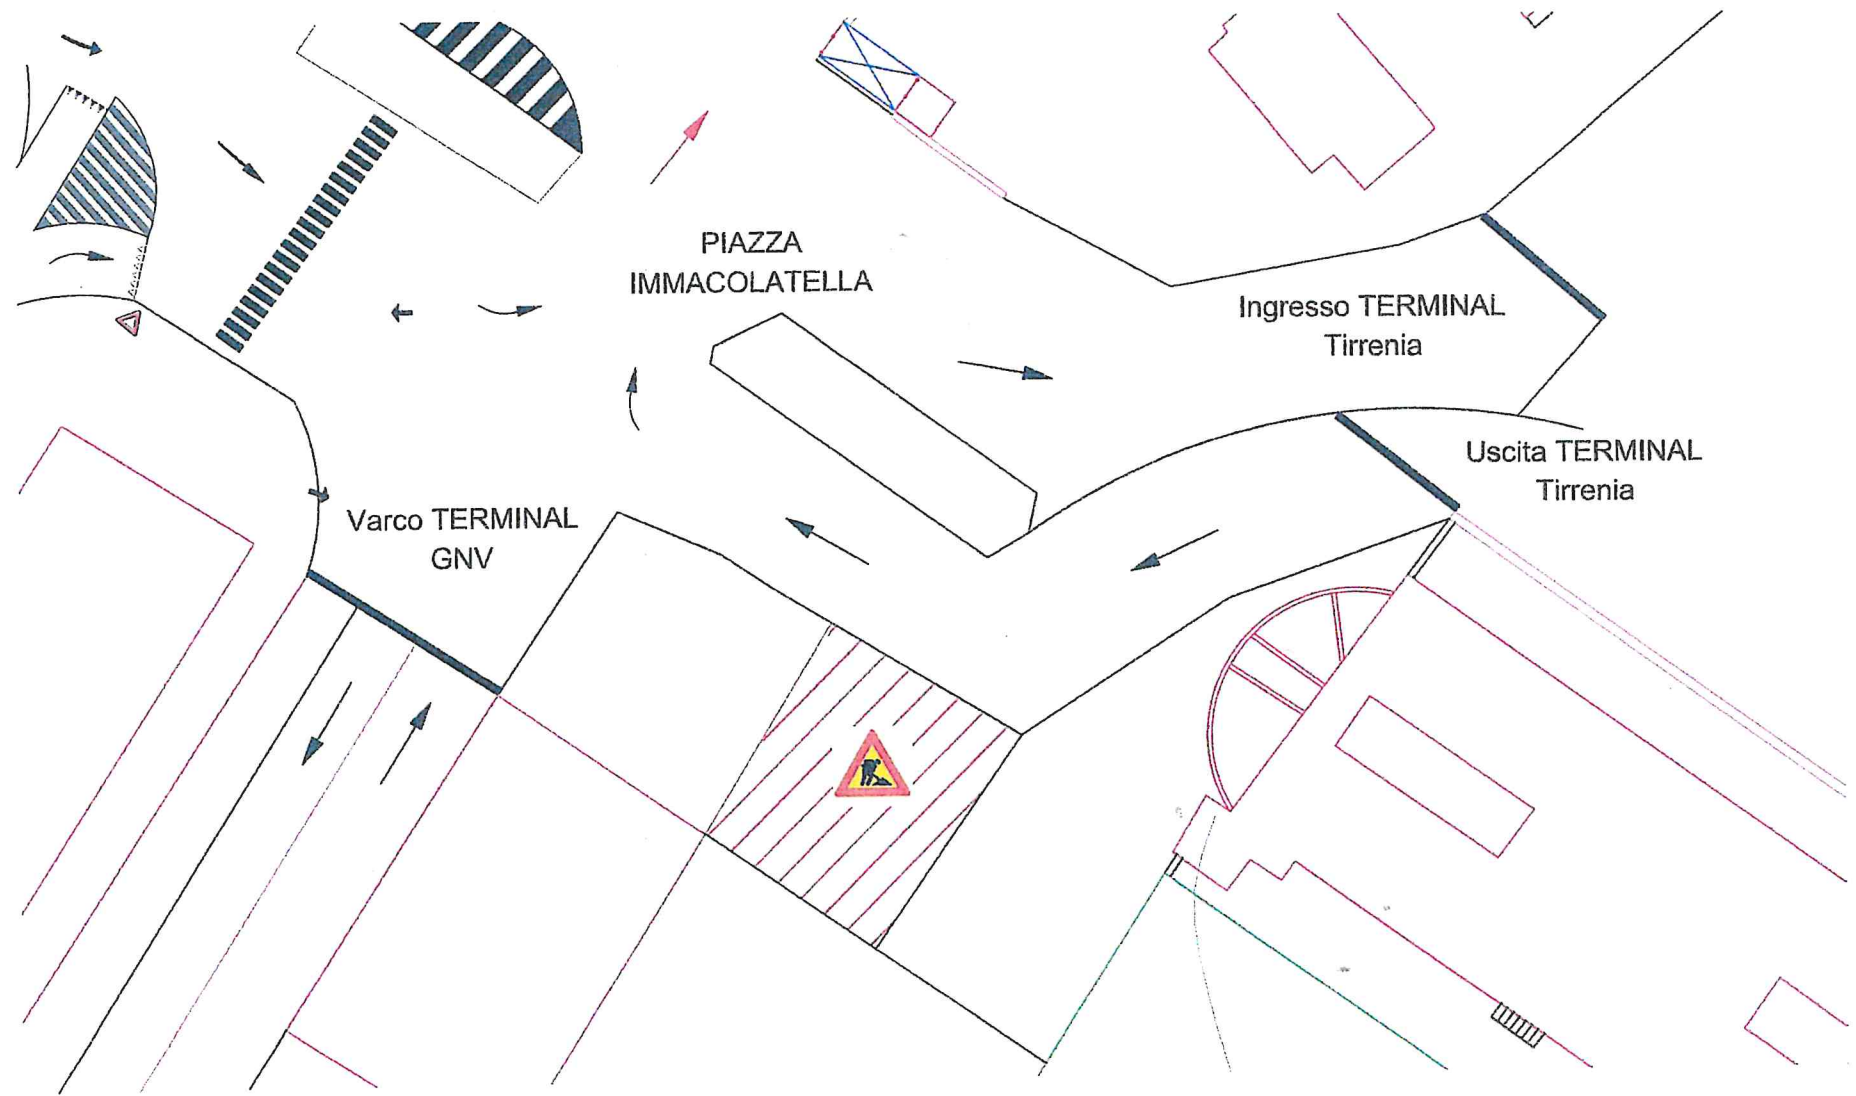 PIAZZA
IMMACOLATELLA
Ingresso TERMINAL
Tirrenia
Uscita TERMINAL
Tirrenia
Varco TERMINAL
GNV